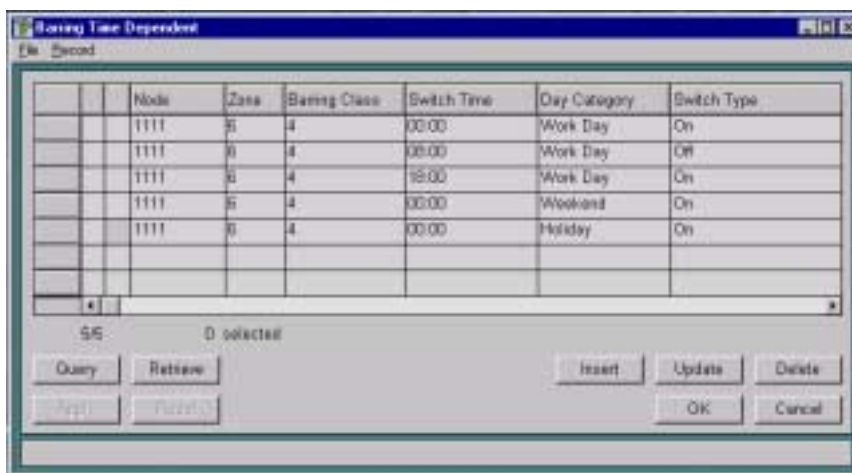 Barring Time Dependent
File Record
Node Zone Barring Class Switch Time Day Category Switch Type
1111 6 4 00:00 Work Day On
1111 6 4 08:00 Work Day Off
1111 6 4 18:00 Work Day On
1111 6 4 00:00 Weekend On
1111 6 4 00:00 Holiday On
5/5 0 selected
Query Retrieve Insert Update Delete
OK Cancel